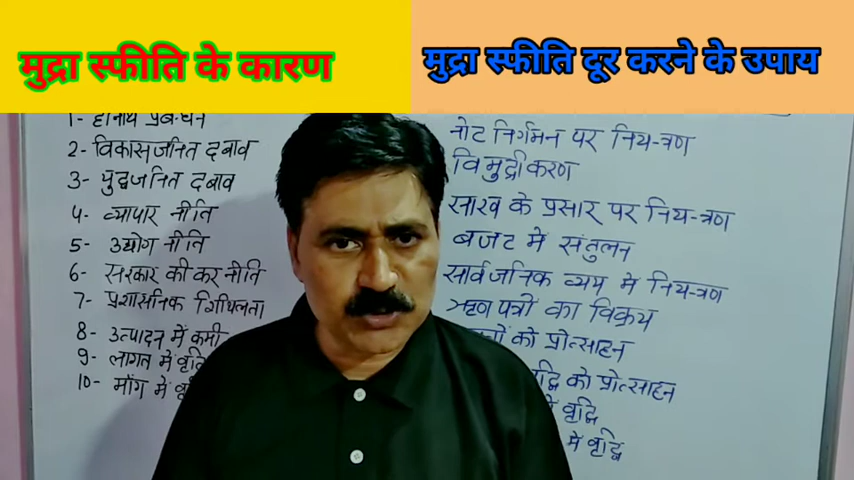 मुद्रा स्फीति के कारण
मुद्रा स्फीति दूर करने के उपाय
1- हीनार्थ प्रबन्धन
2- विकासजनित दबाव
3- युद्धजनित दबाव
4- व्यापार नीति
5- उद्योग नीति
6- सरकार की कर नीति
7- प्रशासनिक शिथिलता
8- उत्पादन में कमी
9- लागत में
10- माँग में
नोट निर्गमन पर नियन्त्रण
विमुद्रीकरण
साख के प्रसार पर नियन्त्रण
बजट में संतुलन
सार्वजनिक व्यय में नियन्त्रण
ऋण पत्रों का विक्रय
को प्रोत्साहन
को प्रोत्साहन
वृद्धि
में वृद्धि